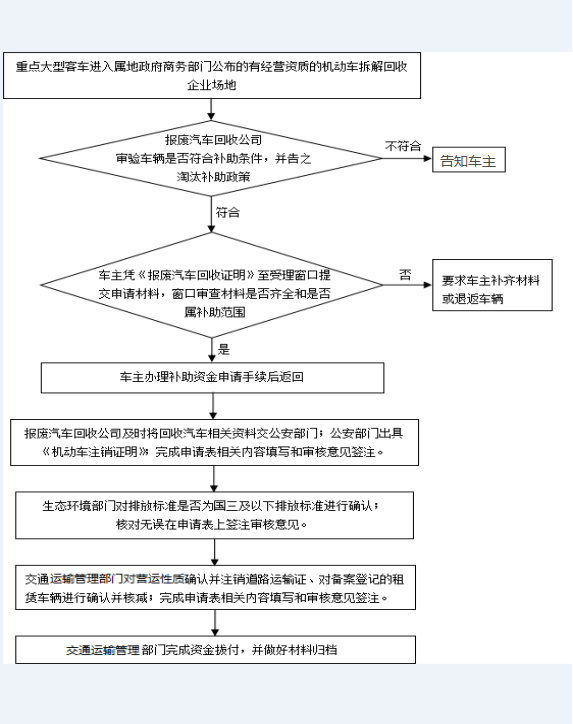 重点大型客车进入属地政府商务部门公布的有经营资质的机动车拆解回收
企业场地
报废汽车回收公司
审验车辆是否符合补助条件，并告之
淘汰补助政策
不符合
告知车主
符合
车主凭《报废汽车回收证明》至受理窗口提
交申请材料，窗口审查材料是否齐全和是否
属补助范围
否
要求车主补齐材料
或退返车辆
是
车主办理补助资金申请手续后返回
报废汽车回收公司及时将回收汽车相关资料交公安部门；公安部门出具
《机动车注销证明》；完成申请表相关内容填写和审核意见签注。
生态环境部门对排放标准是否为国三及以下排放标准进行确认；
核对无误在申请表上签注审核意见。
交通运输管理部门对营运性质确认并注销道路运输证、对备案登记的租
赁车辆进行确认并核减；完成申请表相关内容填写和审核意见签注。
交通运输管理部门完成资金拨付，并做好材料归档